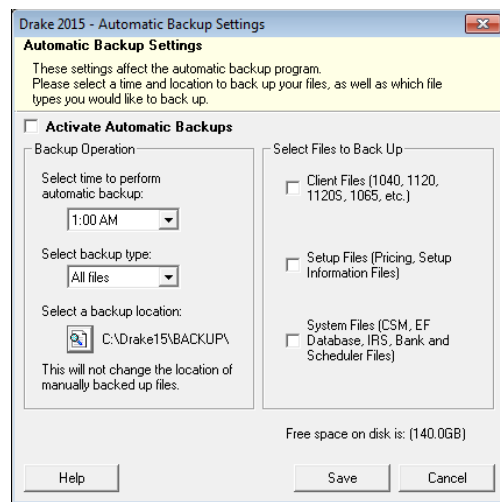 Drake 2015 - Automatic Backup Settings
Automatic Backup Settings
These settings affect the automatic backup program.
Please select a time and location to back up your files, as well as which file
types you would like to back up.
Activate Automatic Backups
Backup Operation
Select time to perform
automatic backup:
1:00 AM
Select backup type:
All files
Select a backup location:
C:\Drake15\BACKUP\
This will not change the location of
manually backed up files.
Select Files to Back Up
Client Files (1040, 1120,
1120S, 1065, etc.)
Setup Files (Pricing, Setup
Information Files)
System Files (CSM, EF
Database, IRS, Bank and
Scheduler Files)
Free space on disk is: (140.0GB)
Help
Save
Cancel